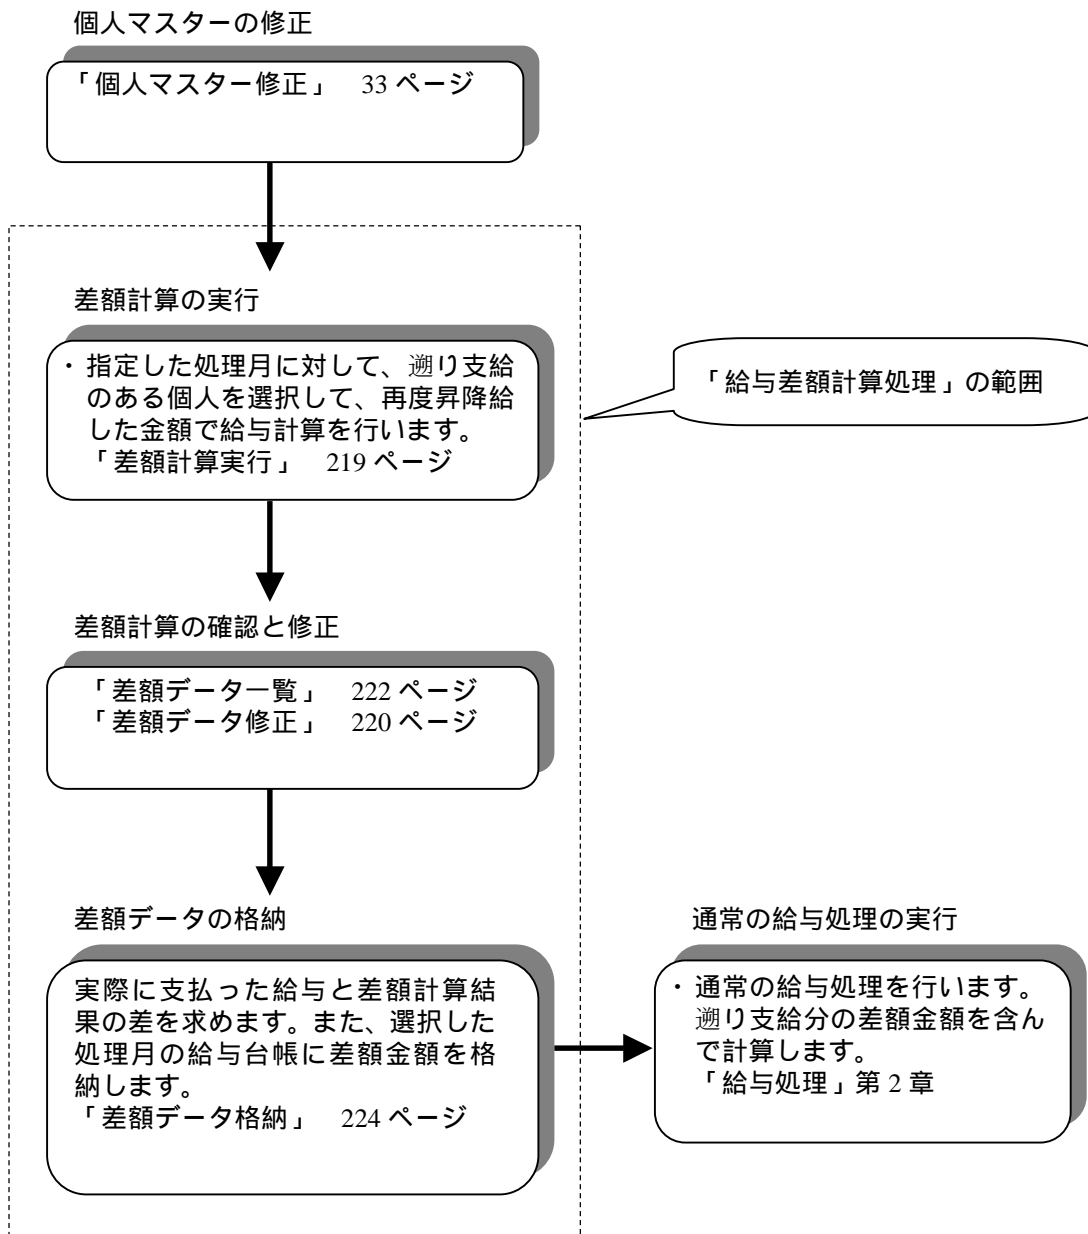 個人マスターの修正
「個人マスター修正」　33 ページ
差額計算の実行
・指定した処理月に対して、遡り支給
のある個人を選択して、再度昇降給
した金額で給与計算を行います。
「差額計算実行」　219 ページ
「給与差額計算処理」の範囲
差額計算の確認と修正
「差額データ一覧」　222 ページ
「差額データ修正」　220 ページ
差額データの格納
実際に支払った給与と差額計算結
果の差を求めます。また、選択した
処理月の給与台帳に差額金額を格
納します。
「差額データ格納」　224 ページ
通常の給与処理の実行
・通常の給与処理を行います。
遡り支給分の差額金額を含ん
で計算します。
「給与処理」第 2 章